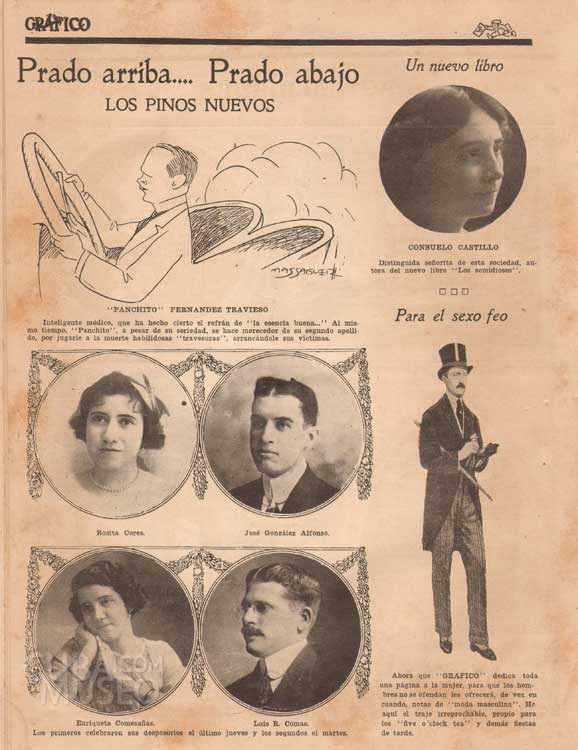 GRÁFICO
Prado arriba.... Prado abajo
LOS PINOS NUEVOS
MASSAGUER
"PANCHITO" FERNANDEZ TRAVIESO
Inteligente médico, que ha hecho cierto el refrán de "la esencia buena..." Al mis-
mo tiempo, "Panchito", a pesar de su seriedad, se hace merecedor de su segundo apelli-
do, por jugarle a la muerte habilidosas "travesuras", arrancándole sus víctimas.
Rosita Cores.
José González Alfonso.
Enriqueta Comesañas.
Luis R. Comas.
Los primeros celebraron sus desposorios el último jueves y los segundos el martes.
Un nuevo libro
CONSUELO CASTILLO
Distinguida señorita de esta sociedad, au-
tora del nuevo libro "Los semidioses".
Para el sexo feo
Ahora que "GRAFICO" dedica toda
una página a la mujer, para que los hom-
bres no se ofendan les ofrecerá, de vez en
cuando, notas de "moda masculina". He
aquí el traje irreprochable, propio para
los "five o'clock tea" y demás fiestas
de tarde.
CUBA.COM
MUSEO